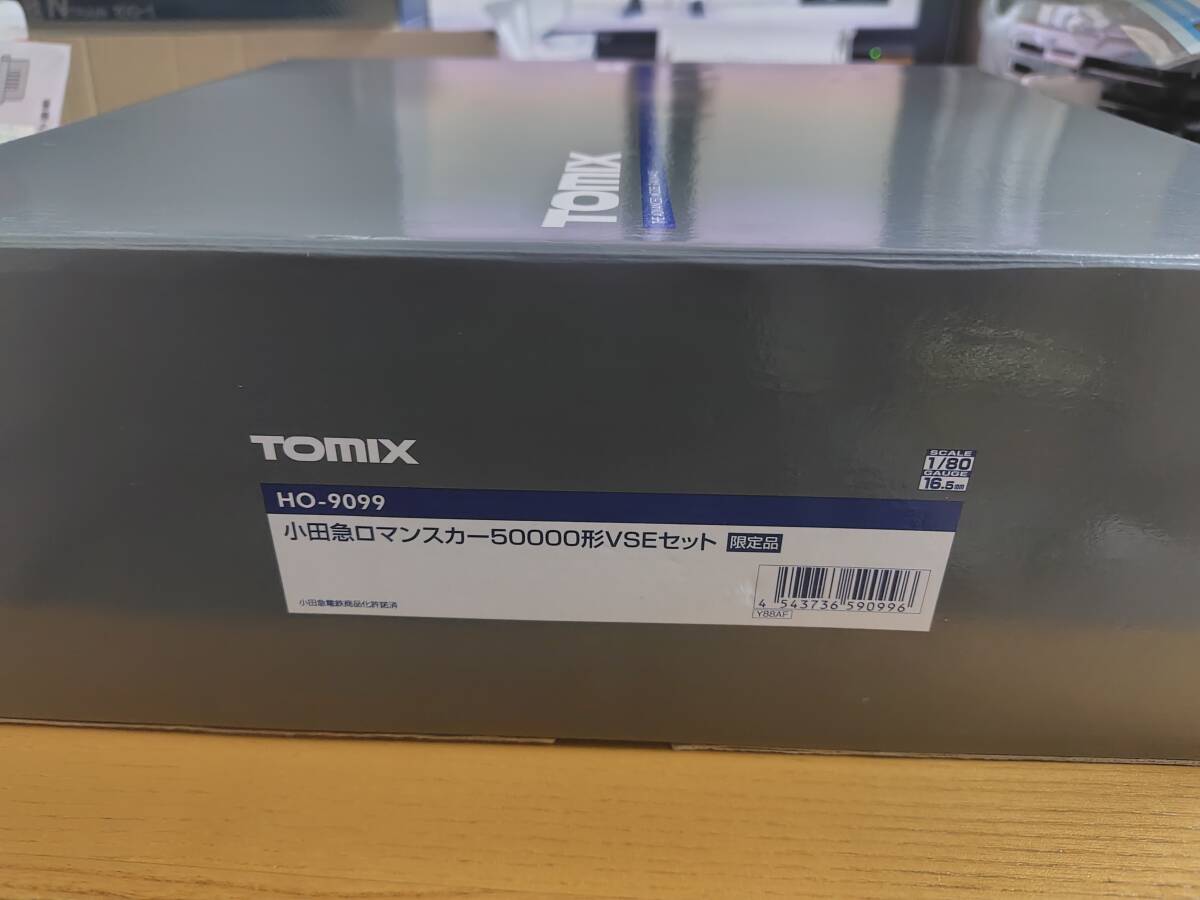 TOMIX
TOMIX
SCALE
1/80
GAUGE
16.5mm
HO-9099
小田急ロマンスカー50000形VSEセット 限定品
小田急電鉄商品化許諾済
4 543736 590996
Y88AF